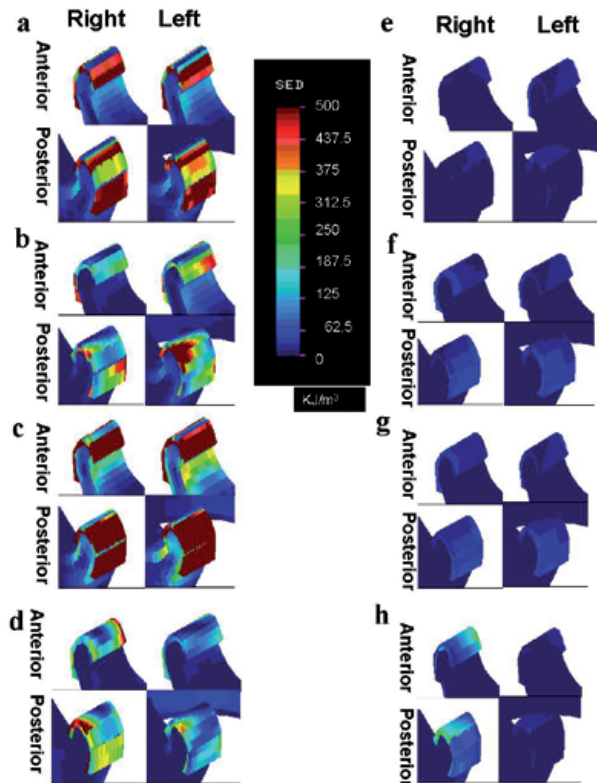 a
Right
Left
Anterior
Posterior
b
Anterior
Posterior
c
Anterior
Posterior
d
Anterior
Posterior
SED
500
437.5
375
312.5
250
187.5
125
62.5
0
KJ/m³
e
Right
Left
Anterior
Posterior
f
Anterior
Posterior
g
Anterior
Posterior
h
Anterior
Posterior